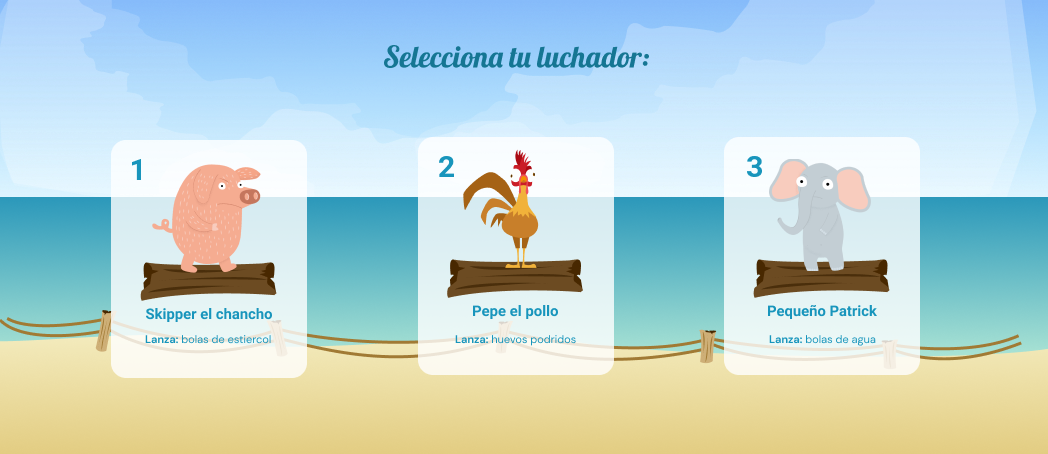 Selecciona tu luchador:
1
Skipper el chancho
Lanza: bolas de estiercol
2
Pepe el pollo
Lanza: huevos podridos
3
Pequeño Patrick
Lanza: bolas de agua